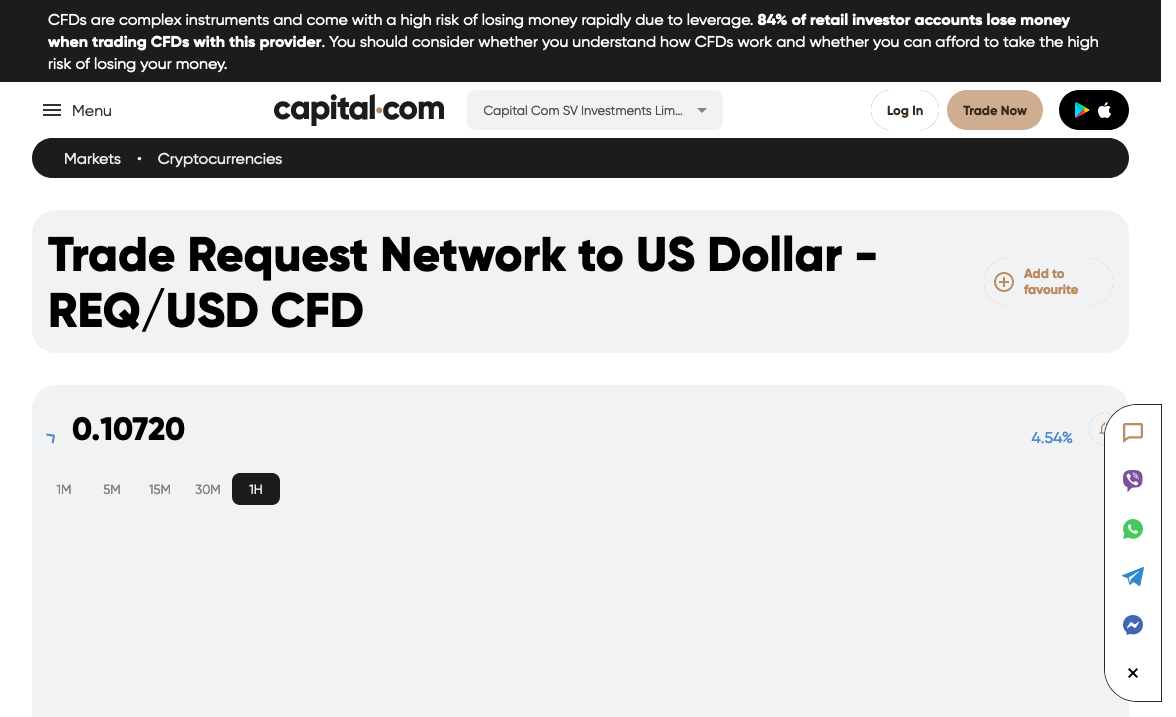 CFDs are complex instruments and come with a high risk of losing money rapidly due to leverage. 84% of retail investor accounts lose money
when trading CFDs with this provider. You should consider whether you understand how CFDs work and whether you can afford to take the high
risk of losing your money.
Menu
capital.com
Capital Com SV Investments Lim...
Log In
Trade Now
Markets • Cryptocurrencies
Trade Request Network to US Dollar -
REQ/USD CFD
Add to
favourite
0.10720
4.54%
1M 5M 15M 30M 1H